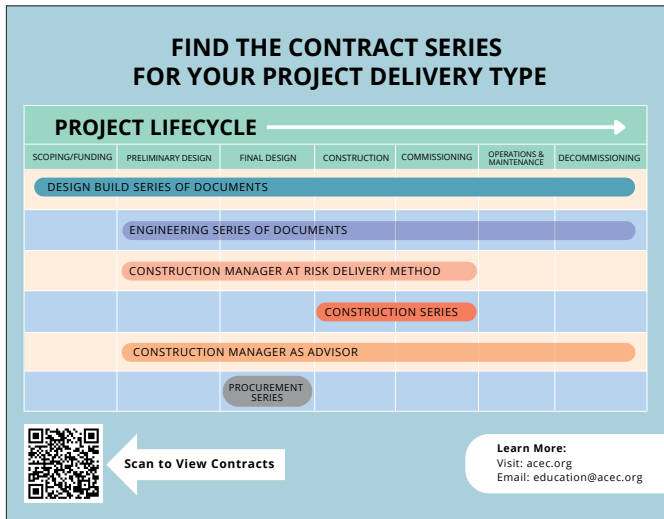 FIND THE CONTRACT SERIES
FOR YOUR PROJECT DELIVERY TYPE
PROJECT LIFECYCLE
SCOPING/FUNDING PRELIMINARY DESIGN FINAL DESIGN CONSTRUCTION COMMISSIONING OPERATIONS & MAINTENANCE DECOMMISSIONING
DESIGN BUILD SERIES OF DOCUMENTS
ENGINEERING SERIES OF DOCUMENTS
CONSTRUCTION MANAGER AT RISK DELIVERY METHOD
CONSTRUCTION SERIES
CONSTRUCTION MANAGER AS ADVISOR
PROCUREMENT
SERIES
Scan to View Contracts
Learn More:
Visit: acec.org
Email: education@acec.org